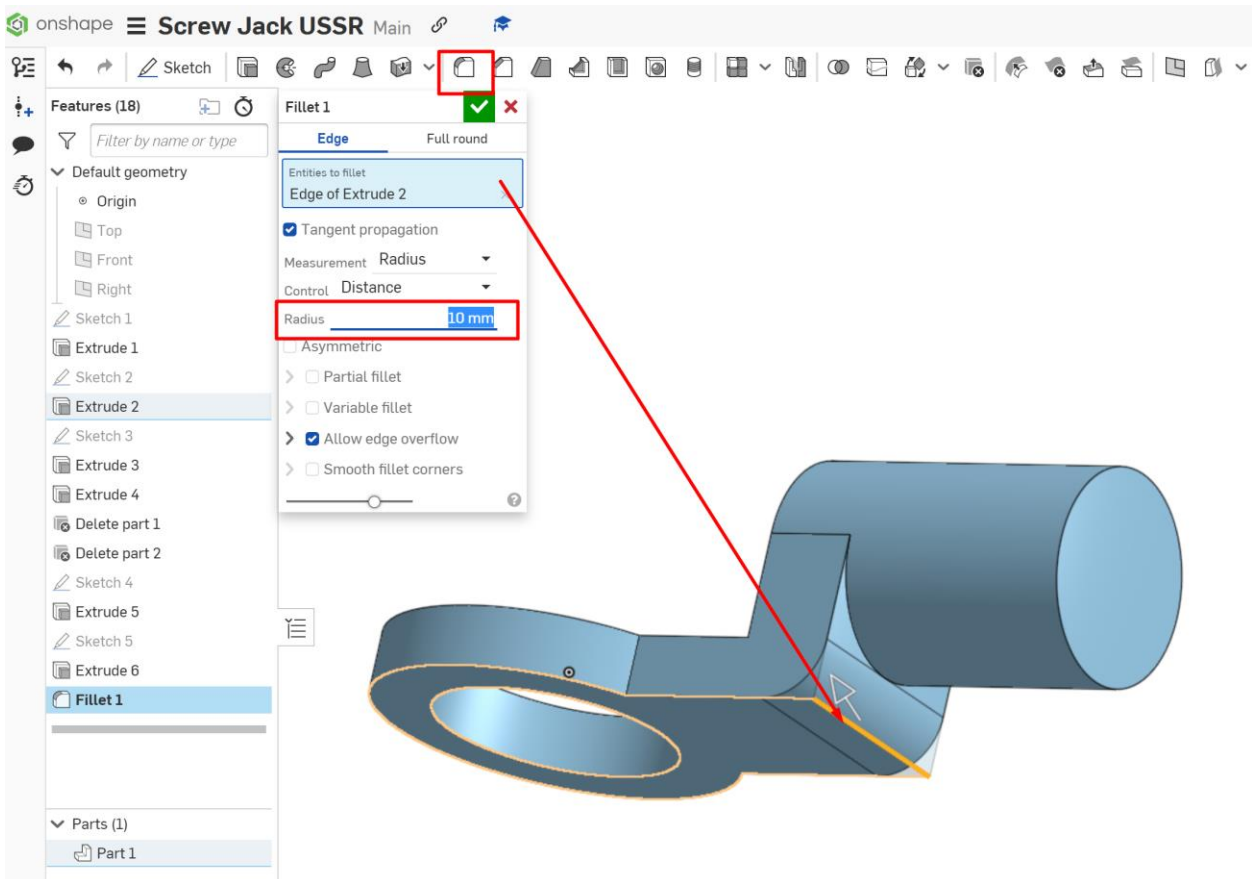 onshape Screw Jack USSR Main
Sketch
Features (18)
Filter by name or type
Default geometry
Origin
Top
Front
Right
Sketch 1
Extrude 1
Sketch 2
Extrude 2
Sketch 3
Extrude 3
Extrude 4
Delete part 1
Delete part 2
Sketch 4
Extrude 5
Sketch 5
Extrude 6
Fillet 1
Parts (1)
Part 1
Fillet 1
Edge Full round
Entities to fillet
Edge of Extrude 2
Tangent propagation
Measurement Radius
Control Distance
Radius 10 mm
Asymmetric
Partial fillet
Variable fillet
Allow edge overflow
Smooth fillet corners